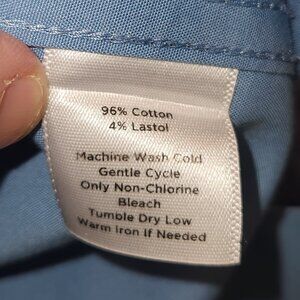 96% Cotton
4% Lastol
Machine Wash Cold
Gentle Cycle
Only Non-Chlorine
Bleach
Tumble Dry Low
Warm Iron If Needed